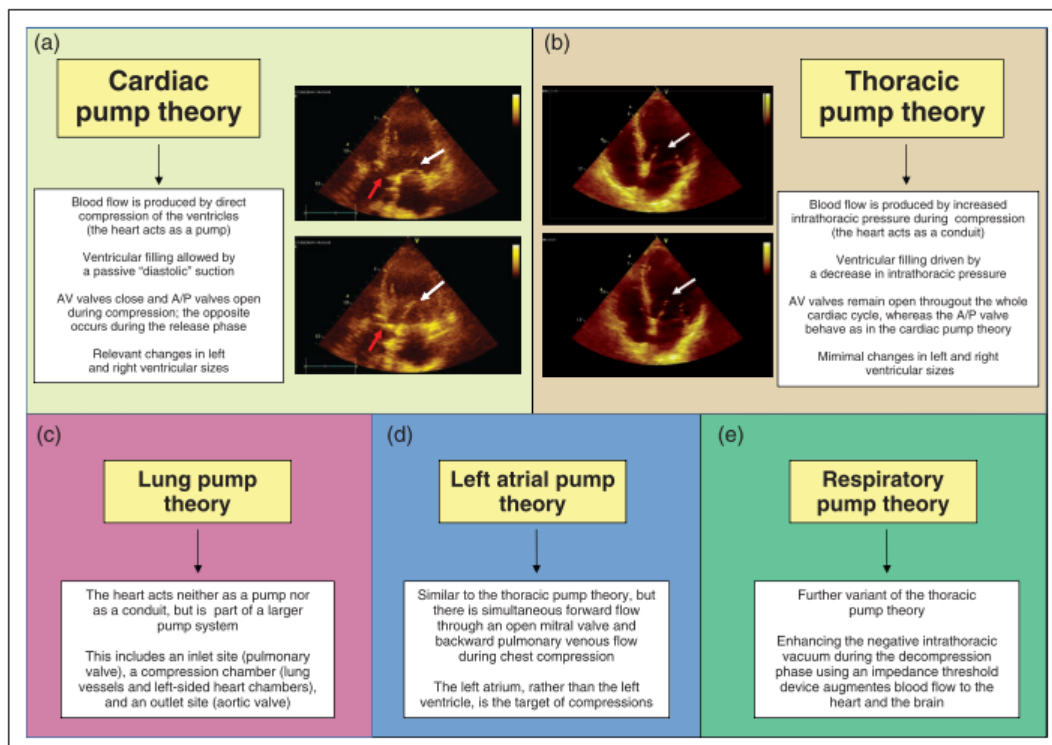 (a)
Cardiac
pump theory
Blood flow is produced by direct
compression of the ventricles
(the heart acts as a pump)
Ventricular filling allowed by
a passive “diastolic” suction
AV valves close and A/P valves open
during compression; the opposite
occurs during the release phase
Relevant changes in left
and right ventricular sizes
(b)
Thoracic
pump theory
Blood flow is produced by increased
intrathoracic pressure during compression
(the heart acts as a conduit)
Ventricular filling driven by
a decrease in intrathoracic pressure
AV valves remain open througout the whole
cardiac cycle, whereas the A/P valve
behave as in the cardiac pump theory
Mimimal changes in left and right
ventricular sizes
(c)
Lung pump
theory
The heart acts neither as a pump nor
as a conduit, but is part of a larger
pump system
This includes an inlet site (pulmonary
valve), a compression chamber (lung
vessels and left-sided heart chambers),
and an outlet site (aortic valve)
(d)
Left atrial pump
theory
Similar to the thoracic pump theory, but
there is simultaneous forward flow
through an open mitral valve and
backward pulmonary venous flow
during chest compression
The left atrium, rather than the left
ventricle, is the target of compressions
(e)
Respiratory
pump theory
Further variant of the thoracic
pump theory
Enhancing the negative intrathoracic
vacuum during the decompression
phase using an impedance threshold
device augmentes blood flow to the
heart and the brain